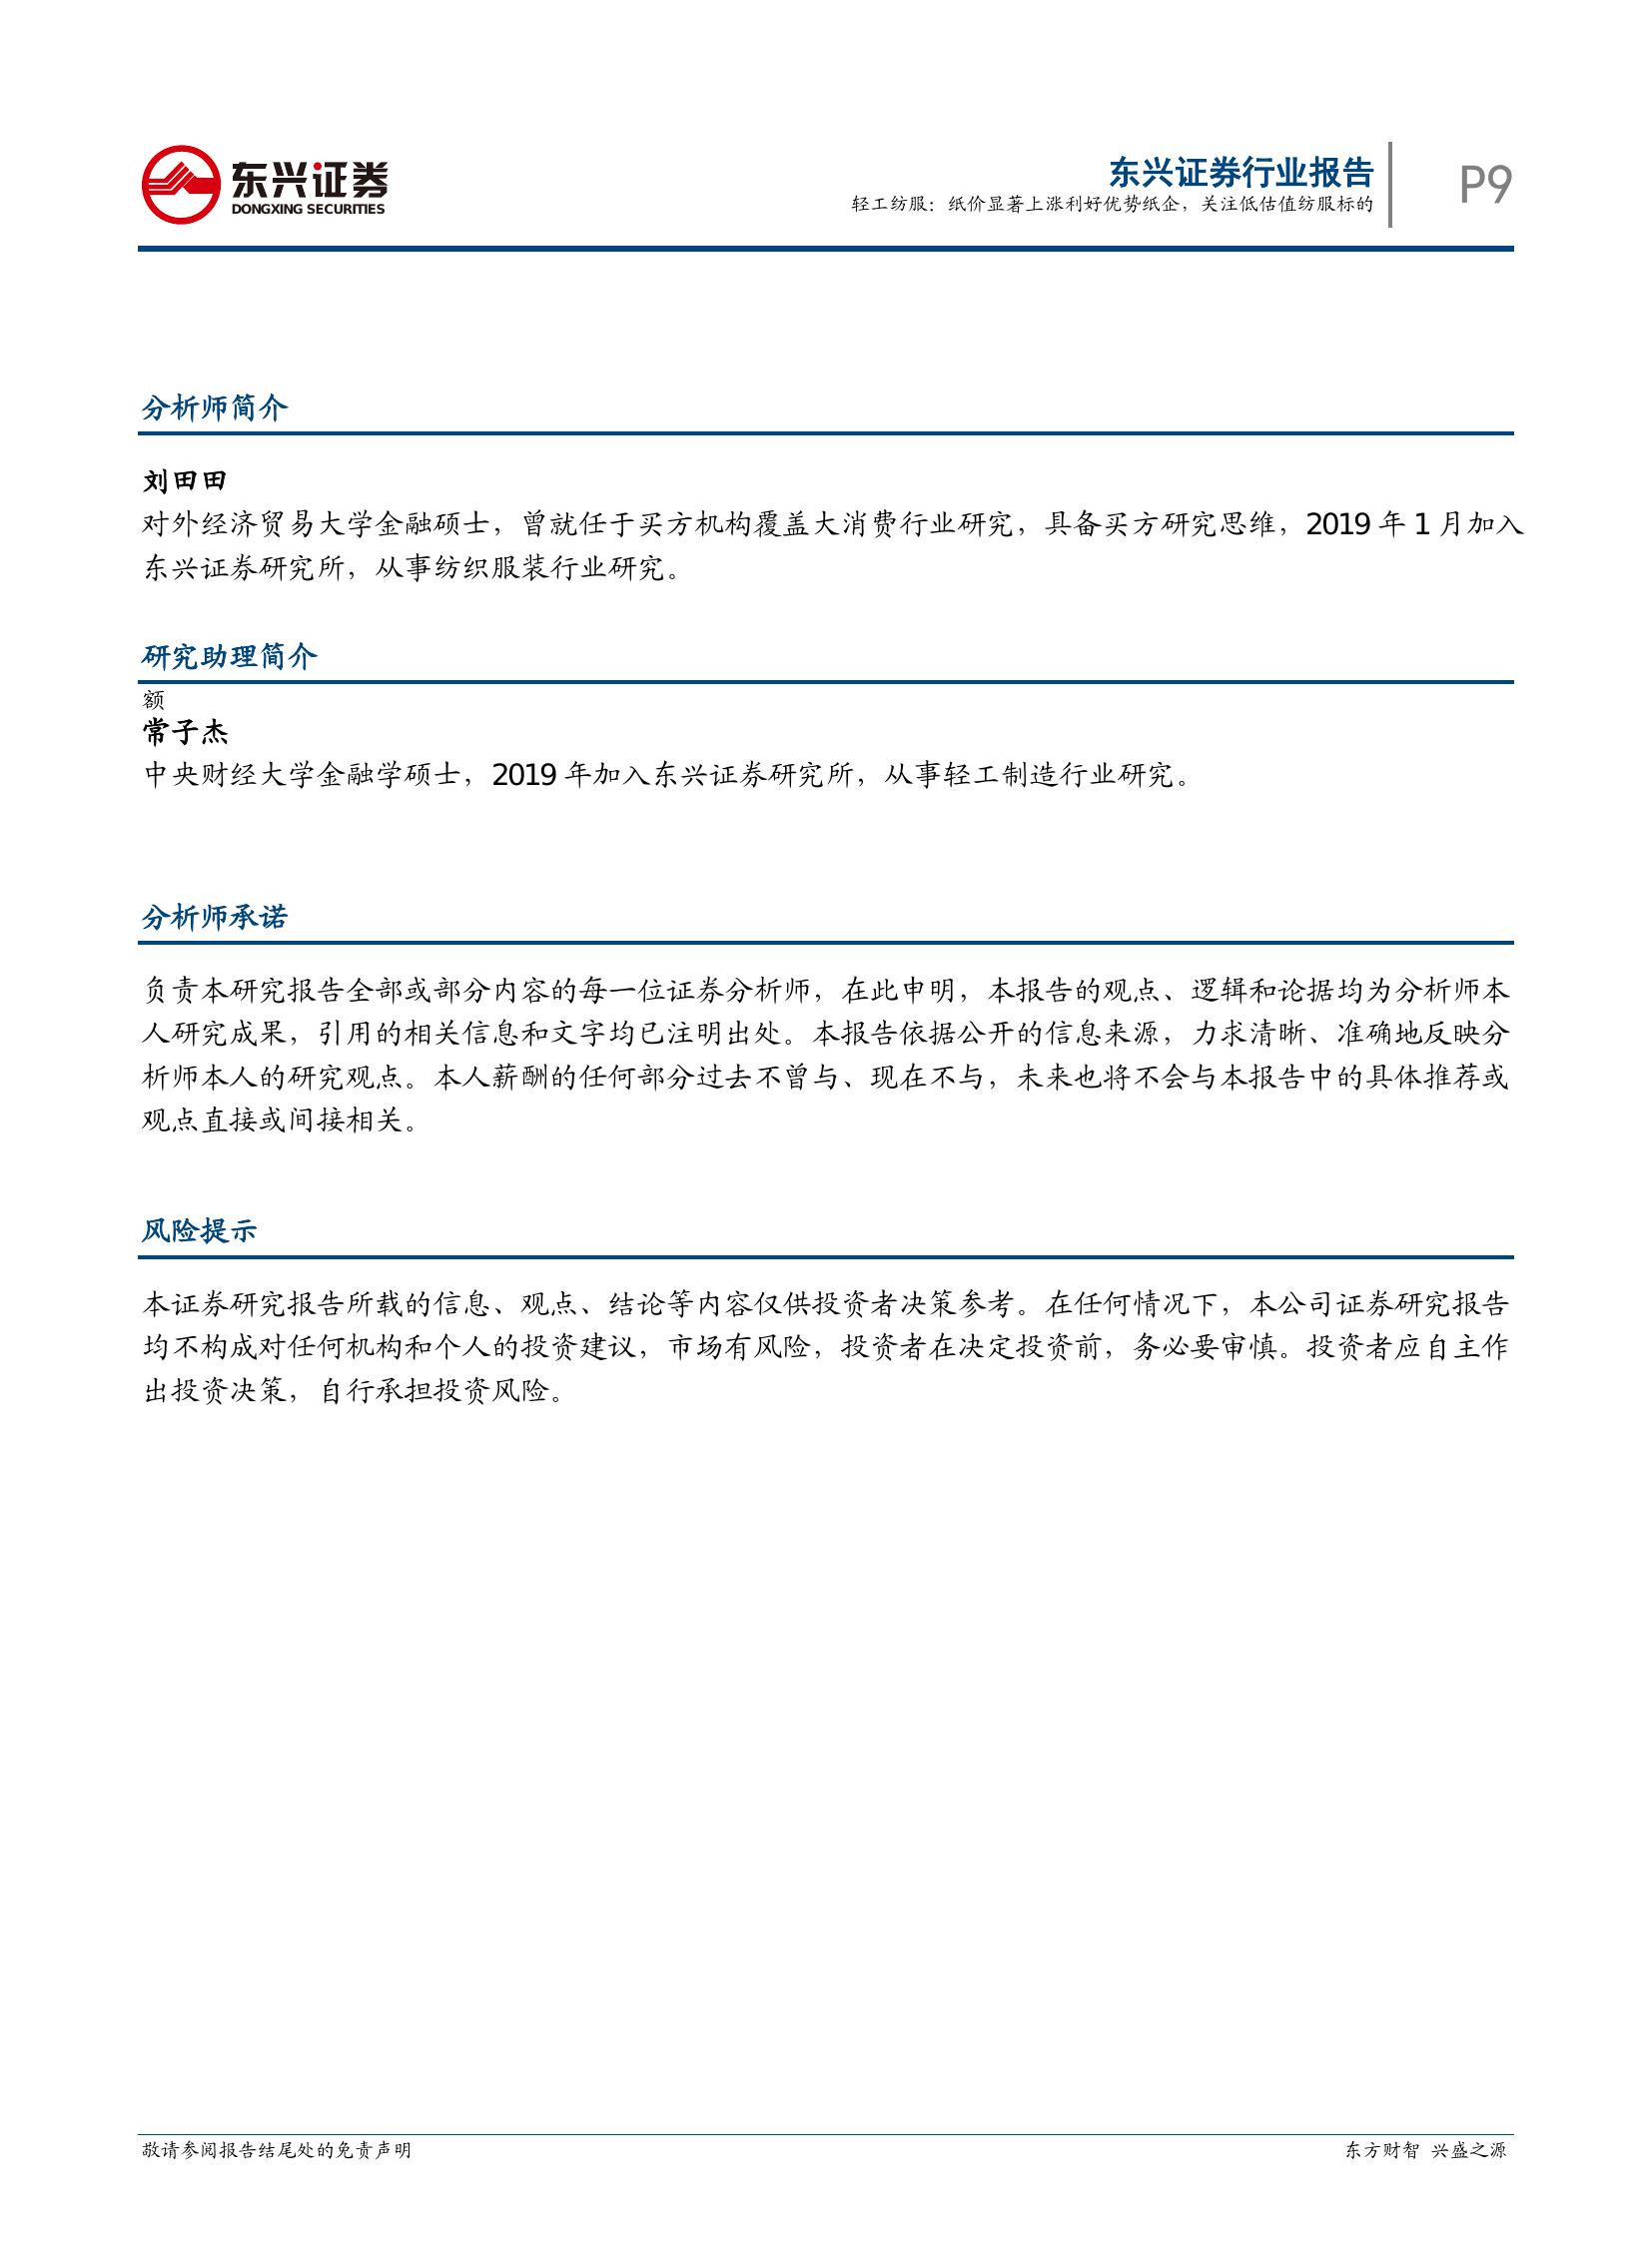 东兴证券
DONGXING SECURITIES
东兴证券行业报告
轻工纺服：纸价显著上涨利好优势纸企，关注低估值纺服标的
P9
分析师简介
刘田田
对外经济贸易大学金融硕士，曾就任于买方机构覆盖大消费行业研究，具备买方研究思维，2019 年 1 月加入
东兴证券研究所，从事纺织服装行业研究。
研究助理简介
额
常子杰
中央财经大学金融学硕士，2019 年加入东兴证券研究所，从事轻工制造行业研究。
分析师承诺
负责本研究报告全部或部分内容的每一位证券分析师，在此申明，本报告的观点、逻辑和论据均为分析师本
人研究成果，引用的相关信息和文字均已注明出处。本报告依据公开的信息来源，力求清晰、准确地反映分
析师本人的研究观点。本人薪酬的任何部分过去不曾与、现在不与，未来也将不会与本报告中的具体推荐或
观点直接或间接相关。
风险提示
本证券研究报告所载的信息、观点、结论等内容仅供投资者决策参考。在任何情况下，本公司证券研究报告
均不构成对任何机构和个人的投资建议，市场有风险，投资者在决定投资前，务必要审慎。投资者应自主作
出投资决策，自行承担投资风险。
敬请参阅报告结尾处的免责声明
东方财智 兴盛之源